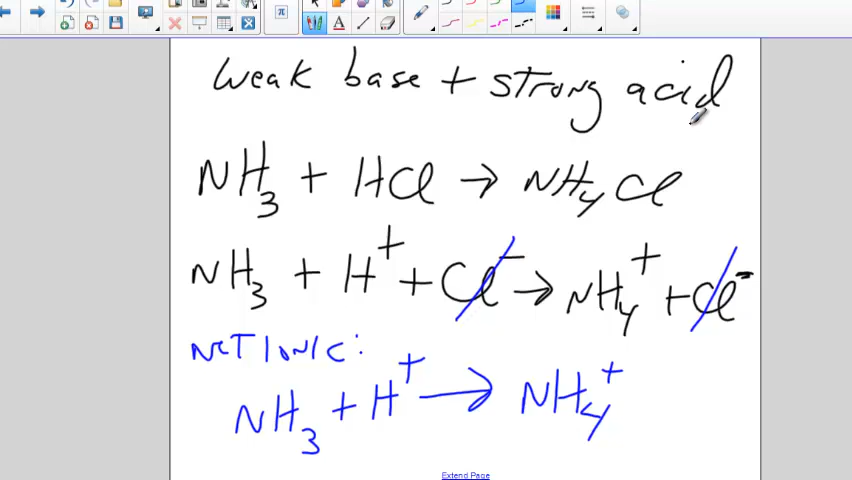 weak base + strong acid
NH₃ + HCl → NH₄Cl
NH₃ + H⁺ + Cl⁻ → NH₄⁺ + Cl⁻
NET IONIC:
NH₃ + H⁺ → NH₄⁺
Extend Page